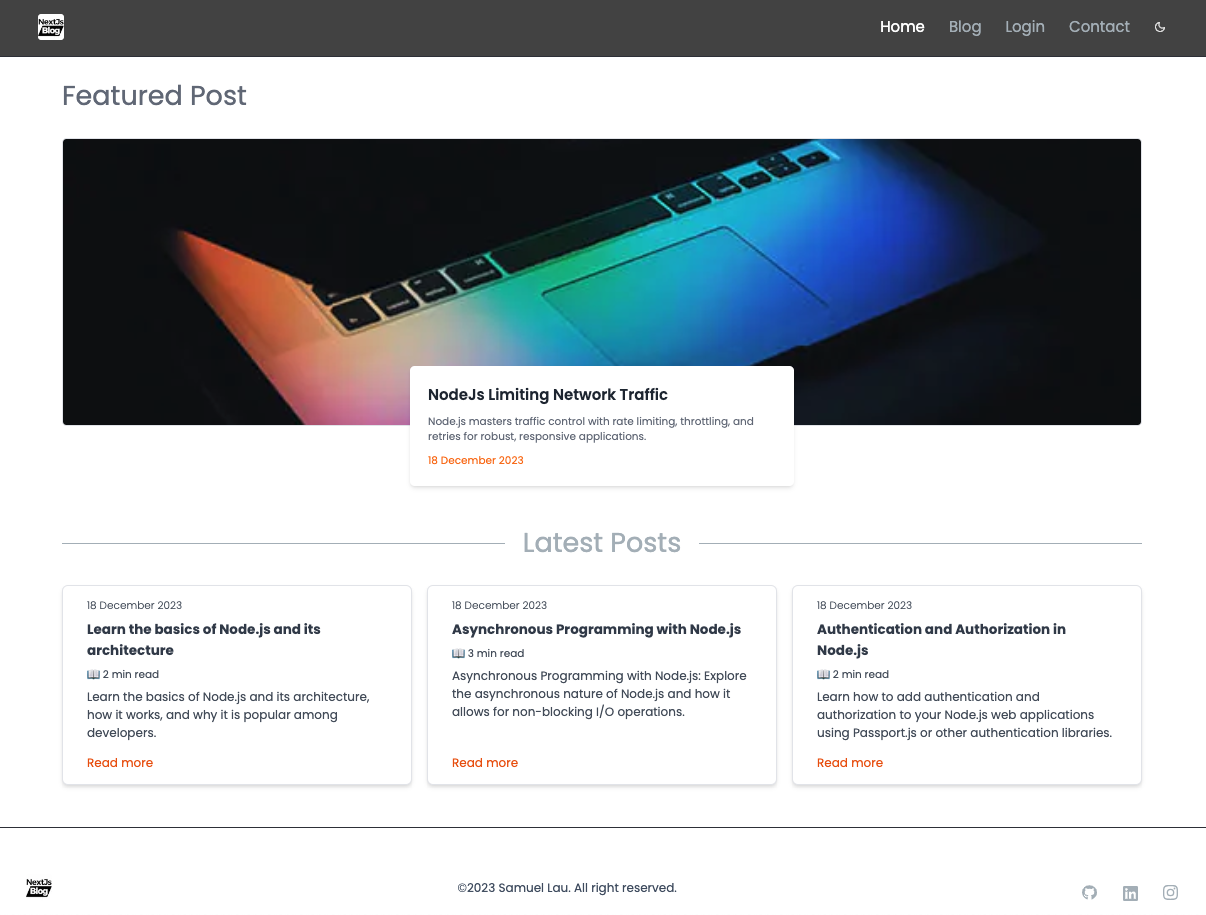 NextJs
Blog
Home Blog Login Contact
Featured Post
NodeJs Limiting Network Traffic
Node.js masters traffic control with rate limiting, throttling, and
retries for robust, responsive applications.
18 December 2023
Latest Posts
18 December 2023
Learn the basics of Node.js and its
architecture
📖 2 min read
Learn the basics of Node.js and its architecture,
how it works, and why it is popular among
developers.
Read more
18 December 2023
Asynchronous Programming with Node.js
📖 3 min read
Asynchronous Programming with Node.js: Explore
the asynchronous nature of Node.js and how it
allows for non-blocking I/O operations.
Read more
18 December 2023
Authentication and Authorization in
Node.js
📖 2 min read
Learn how to add authentication and
authorization to your Node.js web applications
using Passport.js or other authentication libraries.
Read more
NextJs
Blog
©2023 Samuel Lau. All right reserved.